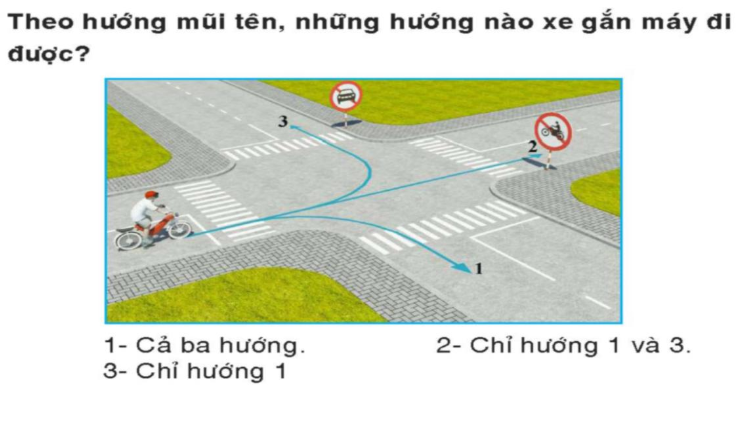 Theo hướng mũi tên, những hướng nào xe gắn máy đi
được?
3
2
1
1- Cả ba hướng.
2- Chỉ hướng 1 và 3.
3- Chỉ hướng 1